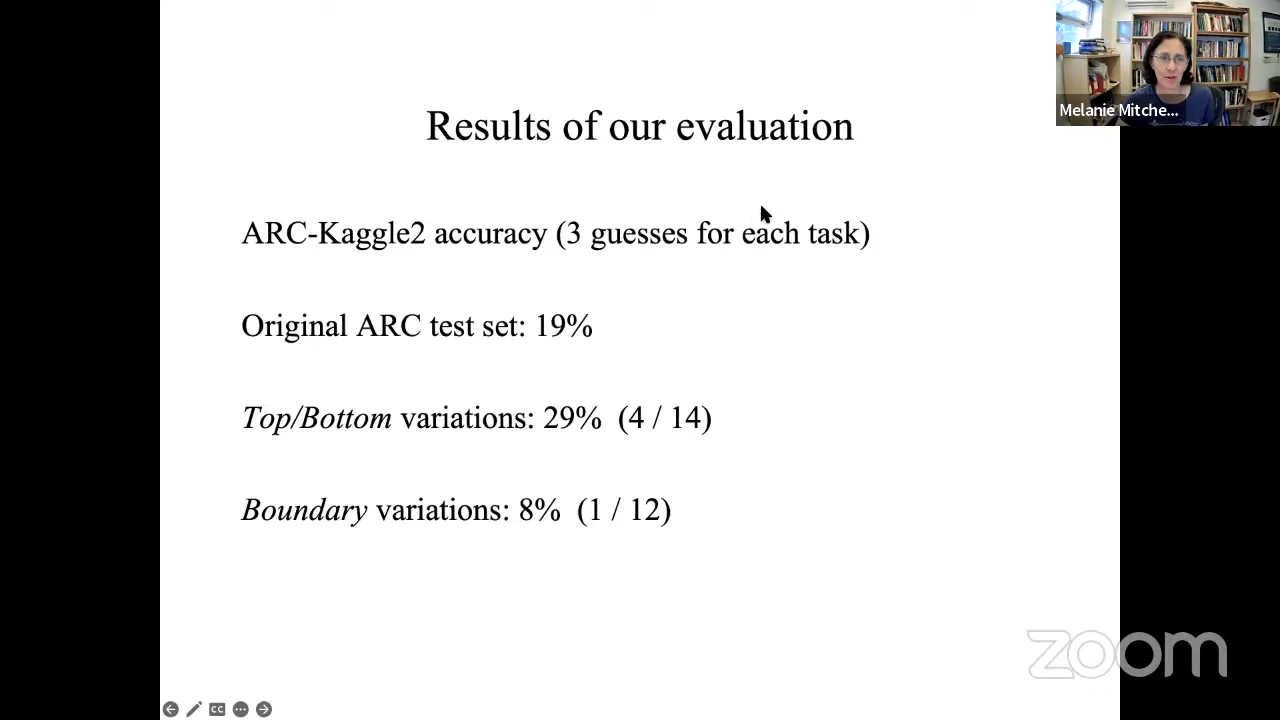 Melanie Mitche...
Results of our evaluation
ARC-Kaggle2 accuracy (3 guesses for each task)
Original ARC test set: 19%
Top/Bottom variations: 29% (4 / 14)
Boundary variations: 8% (1 / 12)
zoom
CC